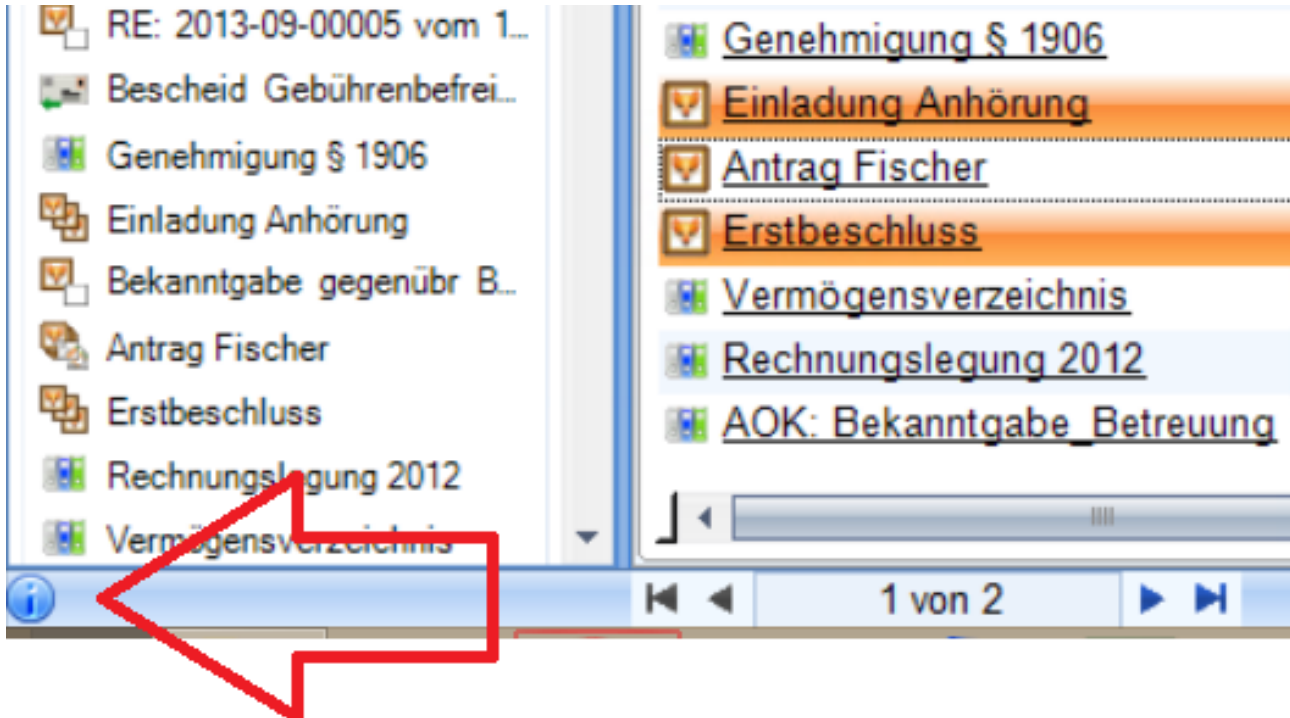 RE: 2013-09-00005 vom 1...
Bescheid Gebührenbefrei...
Genehmigung § 1906
Einladung Anhörung
Bekanntgabe gegenübr B...
Antrag Fischer
Erstbeschluss
Rechnungslegung 2012
Vermögensverzeichnis
Genehmigung § 1906
Einladung Anhörung
Antrag Fischer
Erstbeschluss
Vermögensverzeichnis
Rechnungslegung 2012
AOK: Bekanntgabe_Betreuung
1 von 2